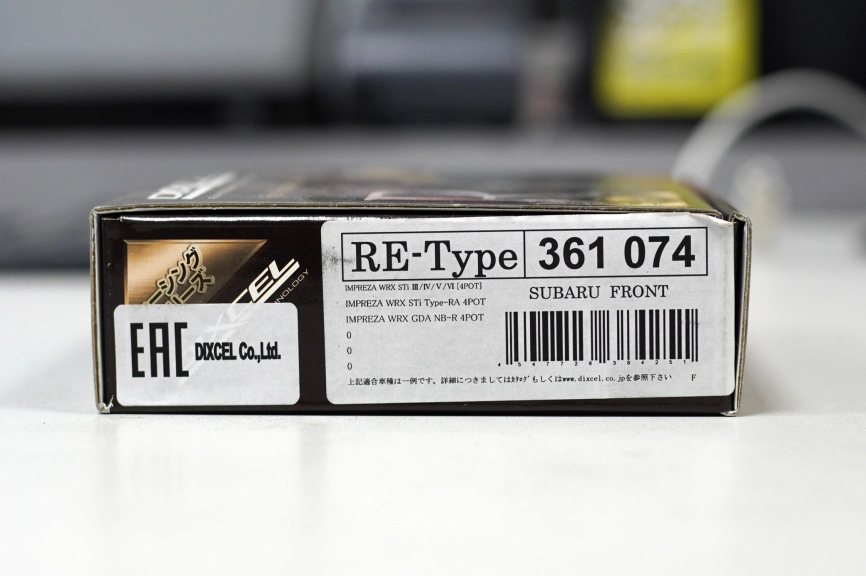 RE-Type 361 074
IMPREZA WRX STi Ⅲ/Ⅳ/Ⅴ/Ⅵ [4POT]
SUBARU FRONT
IMPREZA WRX STi Type-RA 4POT
IMPREZA WRX GDA NB-R 4POT
0
0
0
上記適合車種は一例です。詳細につきましてはｶﾀﾛｸﾞもしくはwww.dixcel.co.jpを参照下さい F
EAC DIXCEL Co.,Ltd.